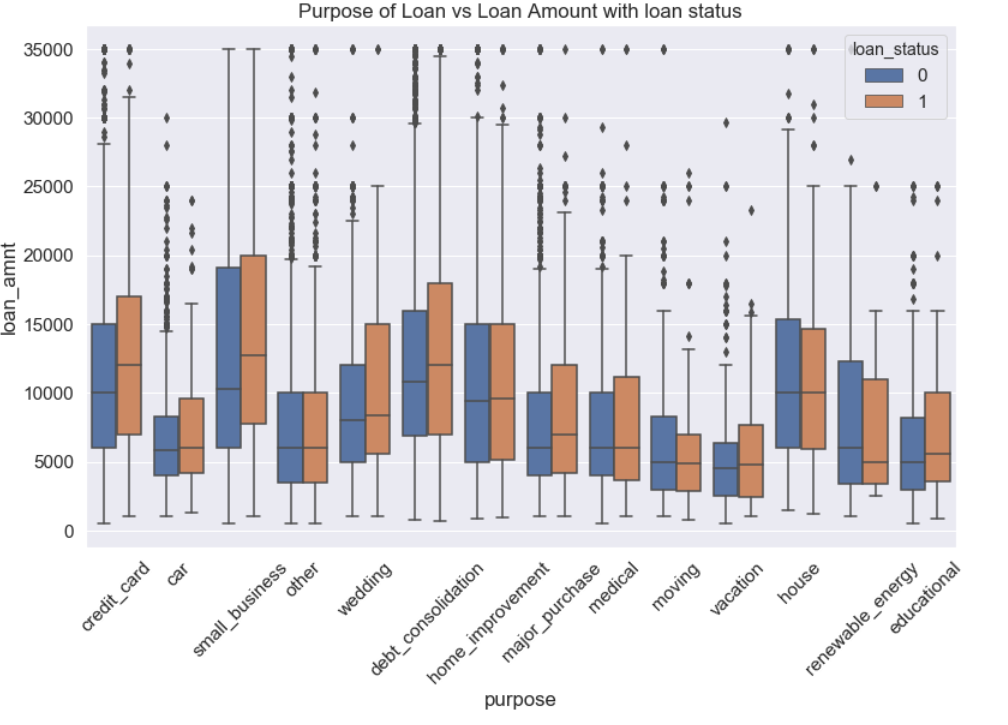 Purpose of Loan vs Loan Amount with loan status
loan_status
0
1
loan_amnt
35000
30000
25000
20000
15000
10000
5000
0
credit_card
car
small_business
other
wedding
debt_consolidation
home_improvement
major_purchase
medical
moving
vacation
house
renewable_energy
educational
purpose